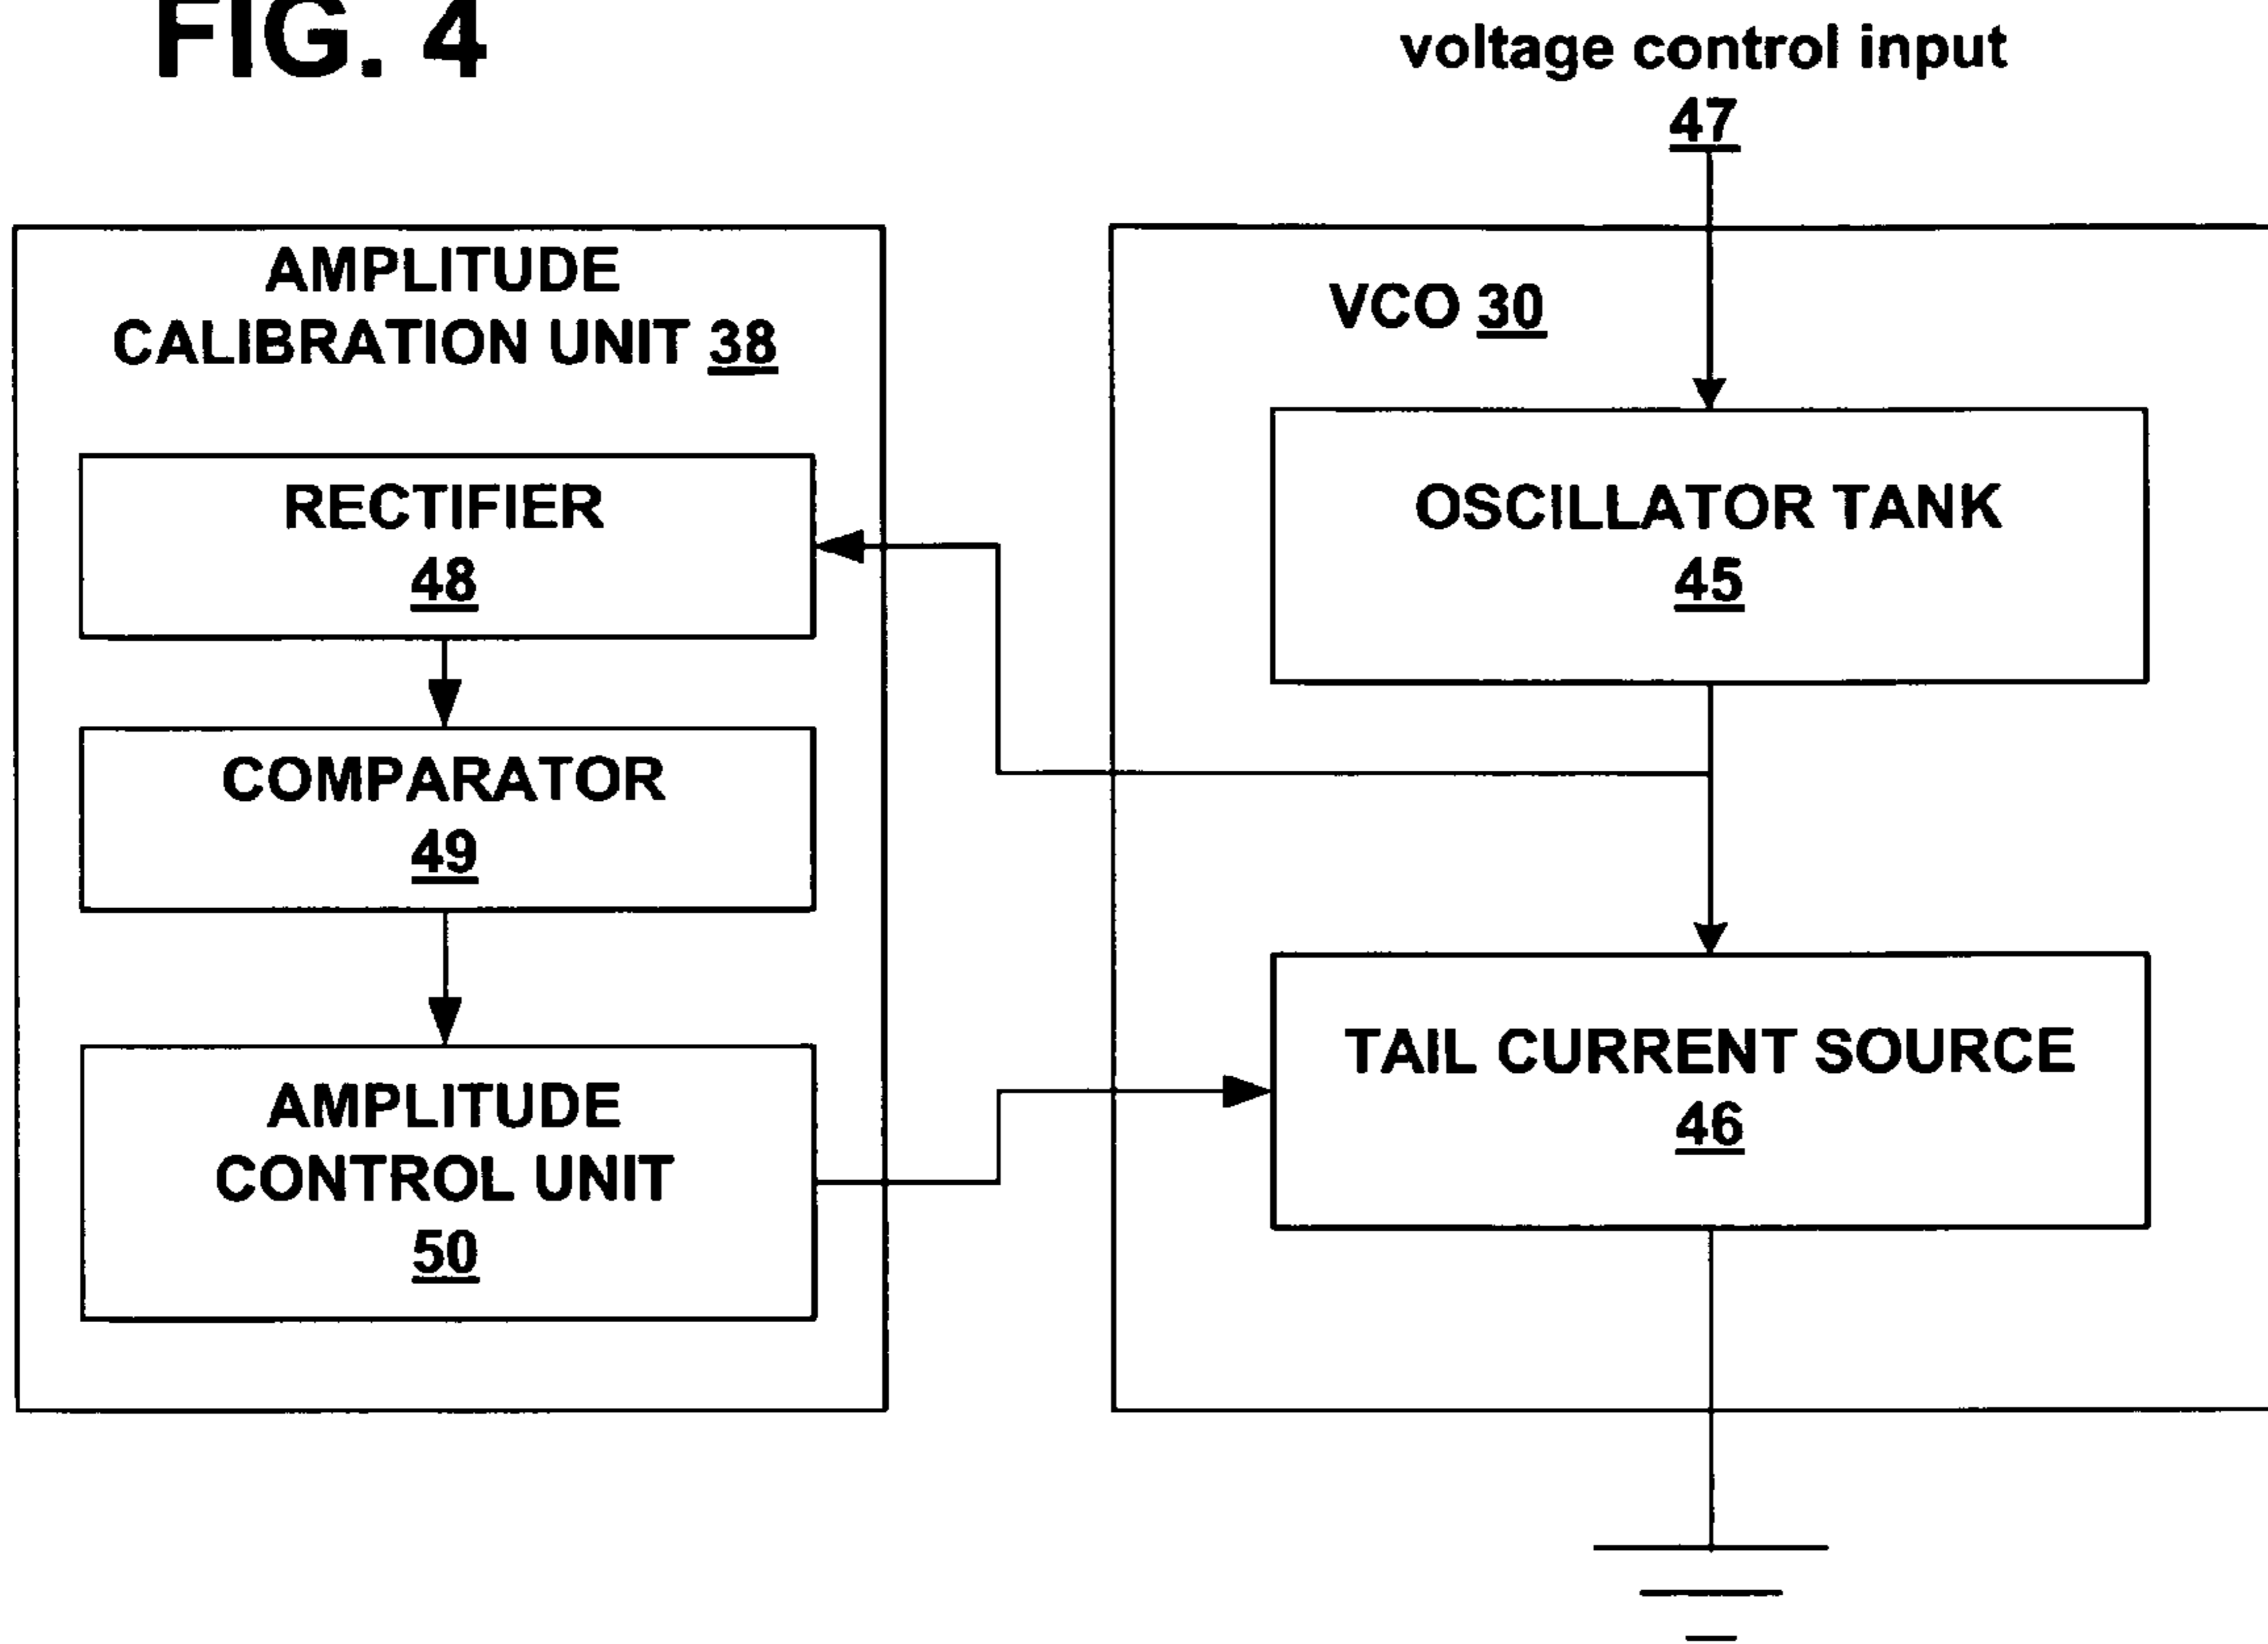 FIG. 4
voltage control input
47
AMPLITUDE
CALIBRATION UNIT 38
RECTIFIER
48
COMPARATOR
49
AMPLITUDE
CONTROL UNIT
50
VCO 30
OSCILLATOR TANK
45
TAIL CURRENT SOURCE
46